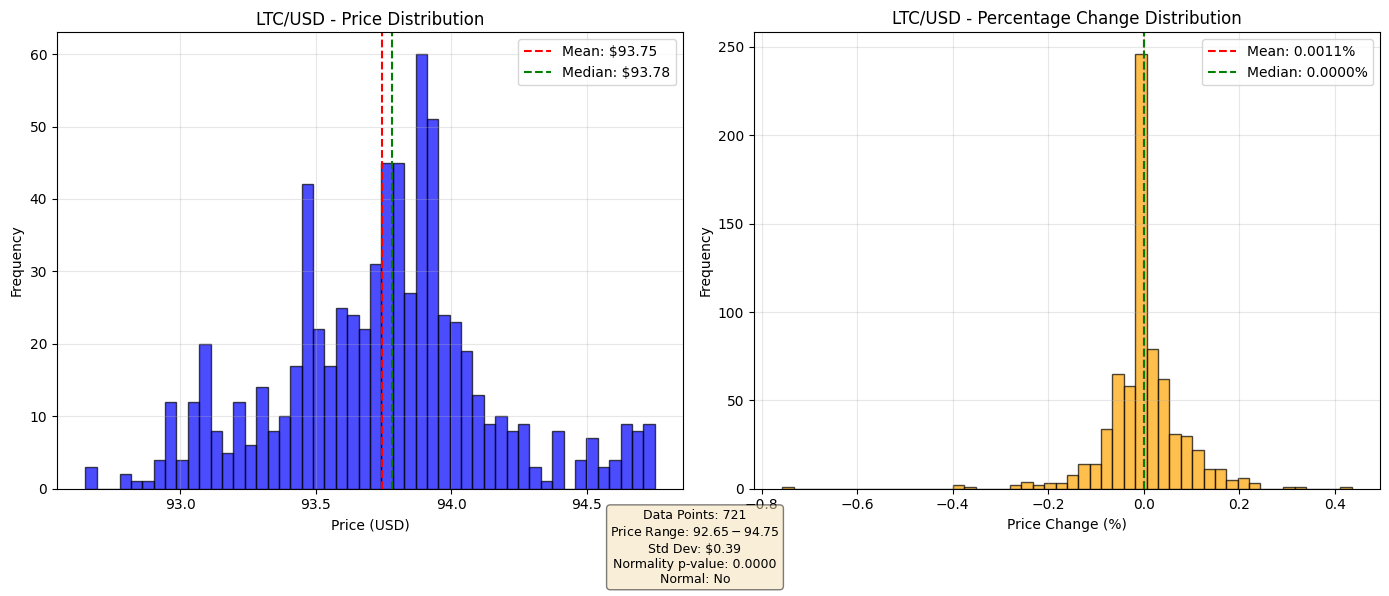 LTC/USD - Price Distribution
Mean: $93.75
Median: $93.78
60
50
40
30
20
10
0
Frequency
93.0
93.5
94.0
94.5
Price (USD)
LTC/USD - Percentage Change Distribution
Mean: 0.0011%
Median: 0.0000%
250
200
150
100
50
0
Frequency
−0.8
−0.6
−0.4
−0.2
0.0
0.2
0.4
Price Change (%)
Data Points: 721
Price Range: 92.65 − 94.75
Std Dev: $0.39
Normality p-value: 0.0000
Normal: No